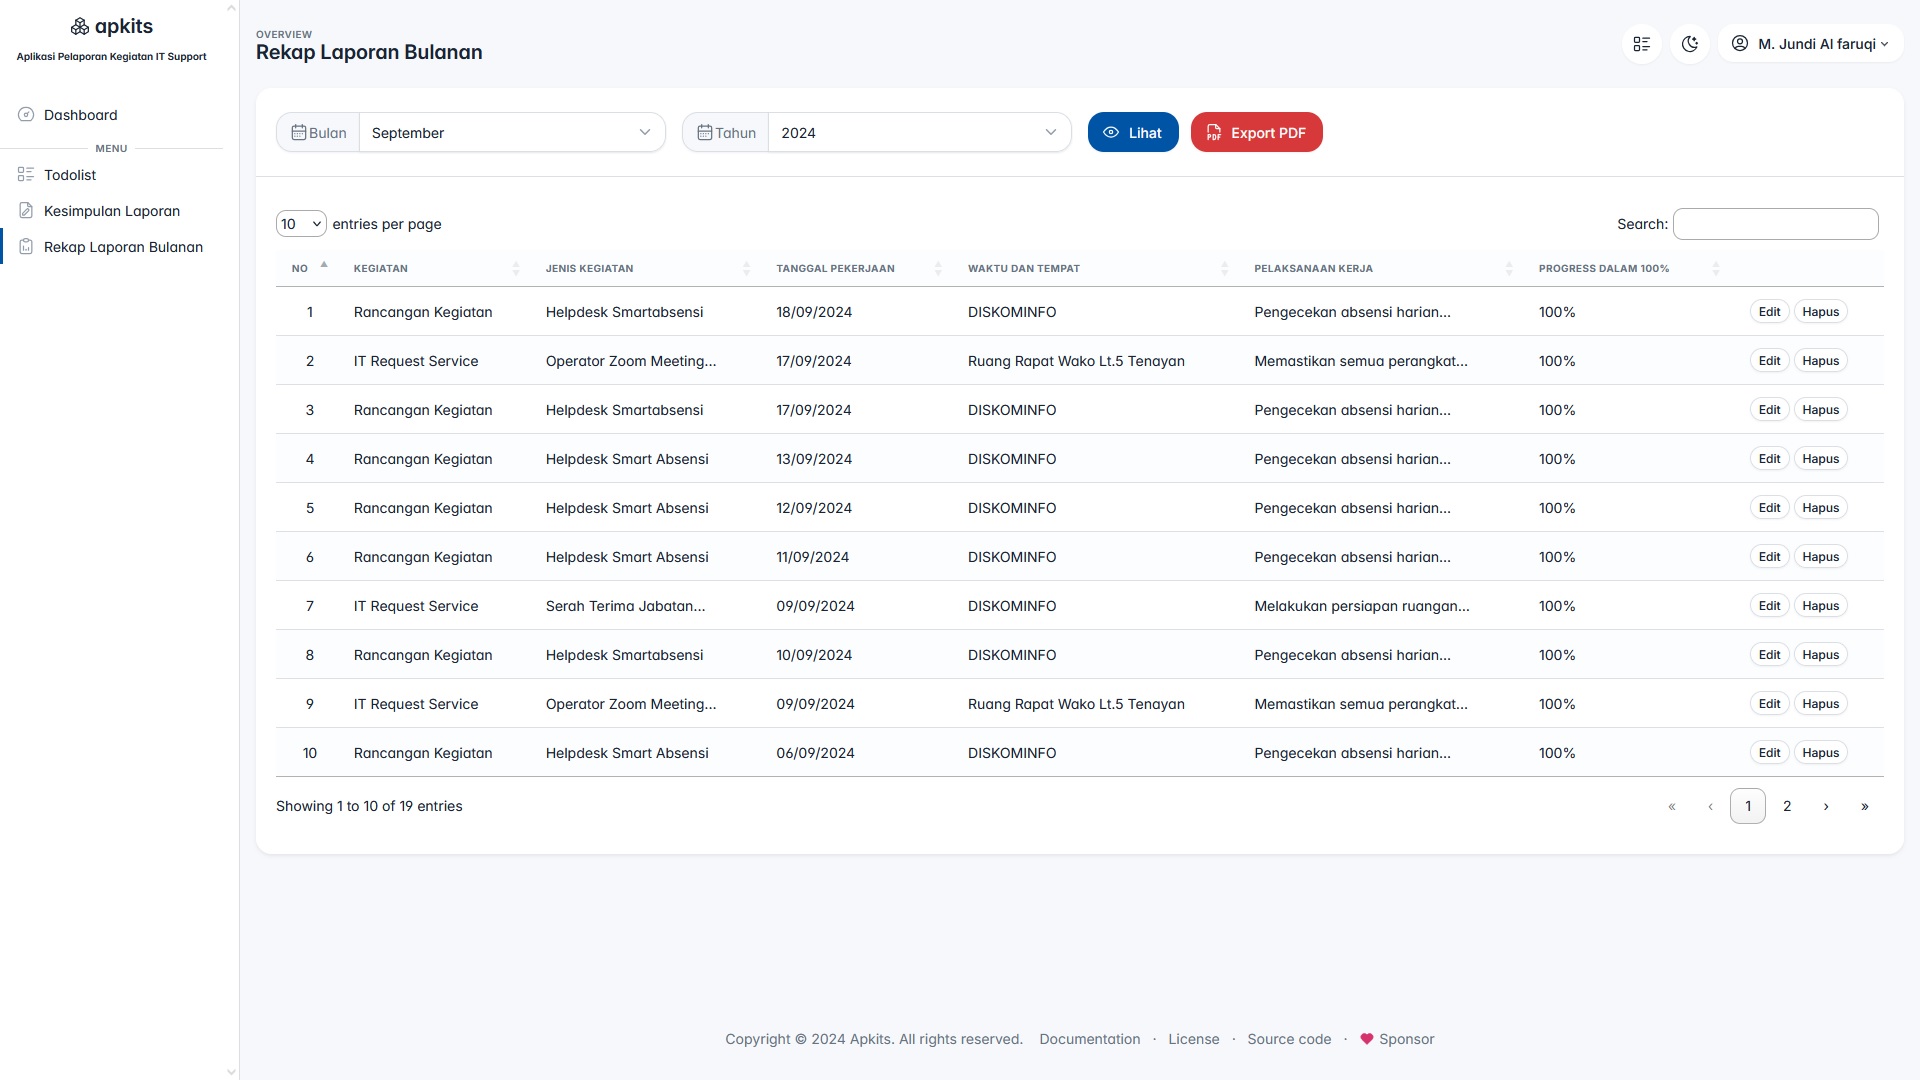 apkits
Aplikasi Pelaporan Kegiatan IT Support
Dashboard
MENU
Todolist
Kesimpulan Laporan
Rekap Laporan Bulanan
OVERVIEW
Rekap Laporan Bulanan
M. Jundi Al faruqi
Bulan September Tahun 2024 Lihat PDF Export PDF
10 entries per page Search:
NO KEGIATAN JENIS KEGIATAN TANGGAL PEKERJAAN WAKTU DAN TEMPAT PELAKSANAAN KERJA PROGRESS DALAM 100%
1 Rancangan Kegiatan Helpdesk Smartabsensi 18/09/2024 DISKOMINFO Pengecekan absensi harian... 100% Edit Hapus
2 IT Request Service Operator Zoom Meeting... 17/09/2024 Ruang Rapat Wako Lt.5 Tenayan Memastikan semua perangkat... 100% Edit Hapus
3 Rancangan Kegiatan Helpdesk Smartabsensi 17/09/2024 DISKOMINFO Pengecekan absensi harian... 100% Edit Hapus
4 Rancangan Kegiatan Helpdesk Smart Absensi 13/09/2024 DISKOMINFO Pengecekan absensi harian... 100% Edit Hapus
5 Rancangan Kegiatan Helpdesk Smart Absensi 12/09/2024 DISKOMINFO Pengecekan absensi harian... 100% Edit Hapus
6 Rancangan Kegiatan Helpdesk Smart Absensi 11/09/2024 DISKOMINFO Pengecekan absensi harian... 100% Edit Hapus
7 IT Request Service Serah Terima Jabatan... 09/09/2024 DISKOMINFO Melakukan persiapan ruangan... 100% Edit Hapus
8 Rancangan Kegiatan Helpdesk Smartabsensi 10/09/2024 DISKOMINFO Pengecekan absensi harian... 100% Edit Hapus
9 IT Request Service Operator Zoom Meeting... 09/09/2024 Ruang Rapat Wako Lt.5 Tenayan Memastikan semua perangkat... 100% Edit Hapus
10 Rancangan Kegiatan Helpdesk Smart Absensi 06/09/2024 DISKOMINFO Pengecekan absensi harian... 100% Edit Hapus
Showing 1 to 10 of 19 entries « ‹ 1 2 › »
Copyright © 2024 Apkits. All rights reserved. Documentation · License · Source code · Sponsor